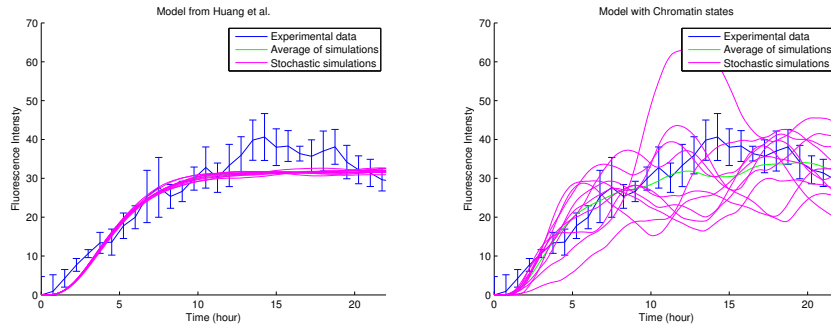 Model from Huang et al.
70
60
50
40
30
20
10
0
Fluorescence Intensity
0 5 10 15 20
Time (hour)
Experimental data
Average of simulations
Stochastic simulations
Model with Chromatin states
70
60
50
40
30
20
10
0
Fluorescence Intensty
0 5 10 15 20
Time (hour)
Experimental data
Average of simulations
Stochastic simulations